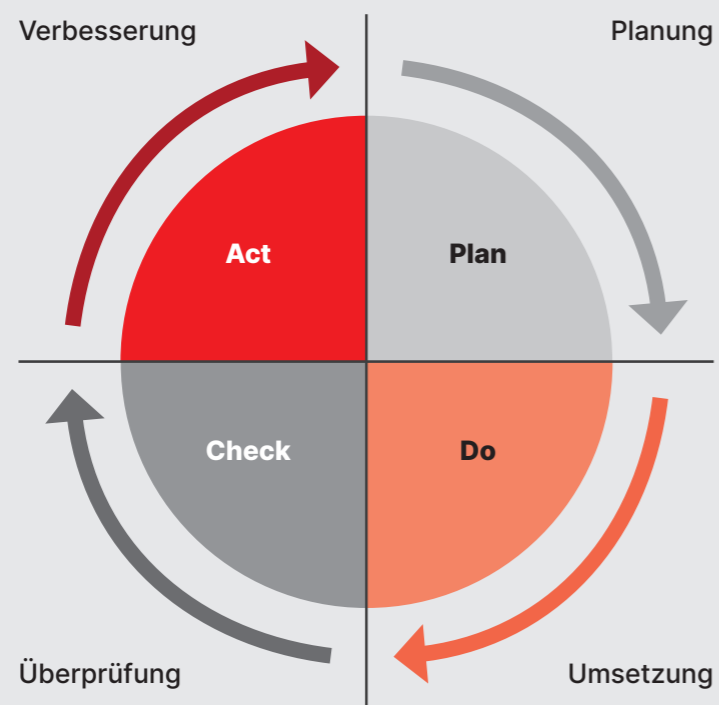 Verbesserung
Planung
Act
Plan
Check
Do
Überprüfung
Umsetzung